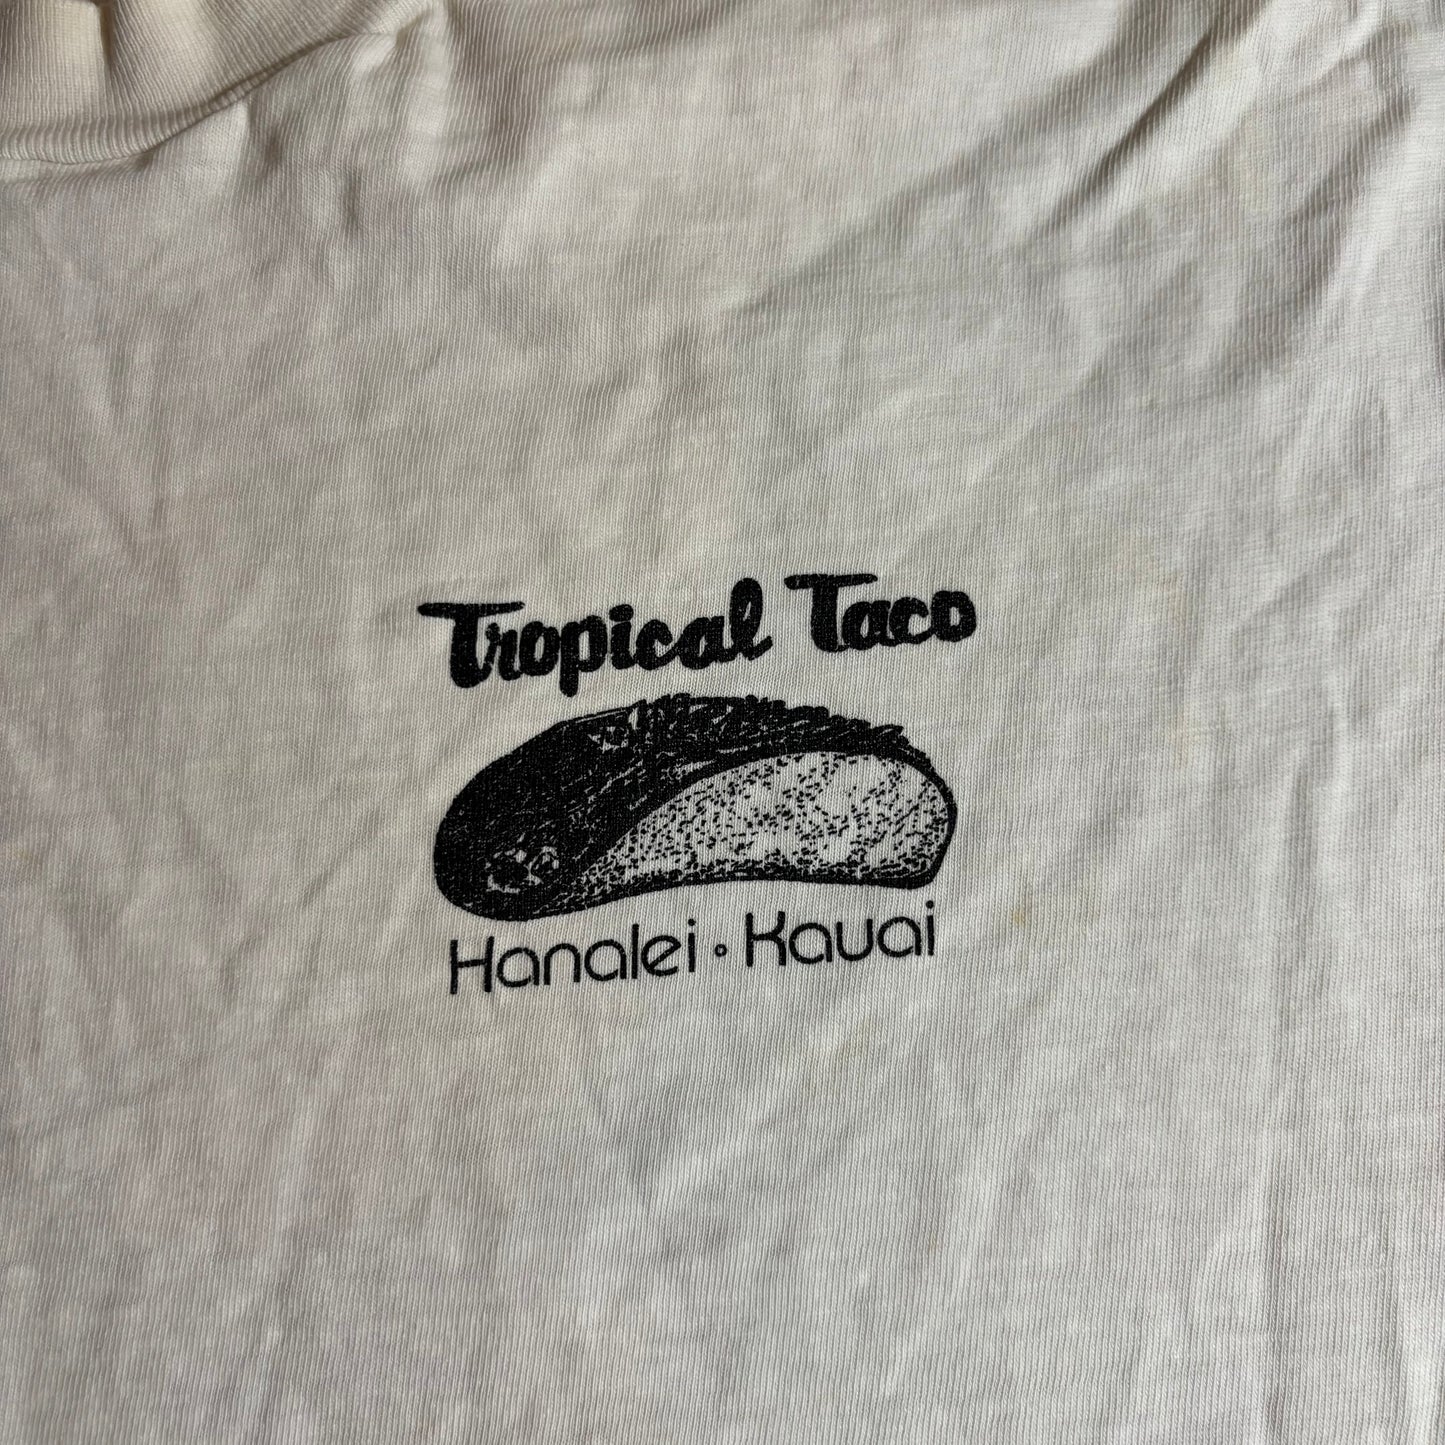 Tropical Taco
Hanalei • Kauai